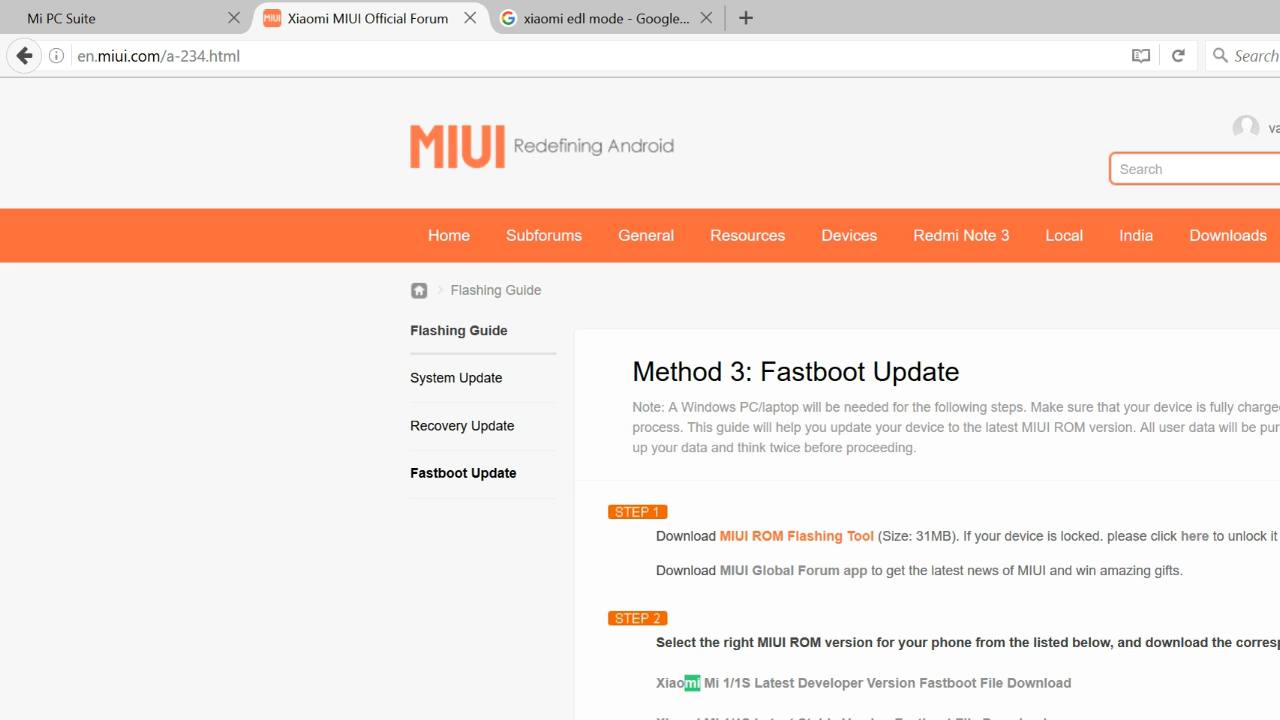 Mi PC Suite
Xiaomi MIUI Official Forum
xiaomi edl mode - Google...
en.miui.com/a-234.html
Search
MIUI Redefining Android
Search
Home Subforums General Resources Devices Redmi Note 3 Local India Downloads
Flashing Guide
Flashing Guide
System Update
Recovery Update
Fastboot Update
Method 3: Fastboot Update
Note: A Windows PC/laptop will be needed for the following steps. Make sure that your device is fully charge
process. This guide will help you update your device to the latest MIUI ROM version. All user data will be pur
up your data and think twice before proceeding.
STEP 1
Download MIUI ROM Flashing Tool (Size: 31MB). If your device is locked. please click here to unlock it
Download MIUI Global Forum app to get the latest news of MIUI and win amazing gifts.
STEP 2
Select the right MIUI ROM version for your phone from the listed below, and download the corresp
Xiaomi Mi 1/1S Latest Developer Version Fastboot File Download